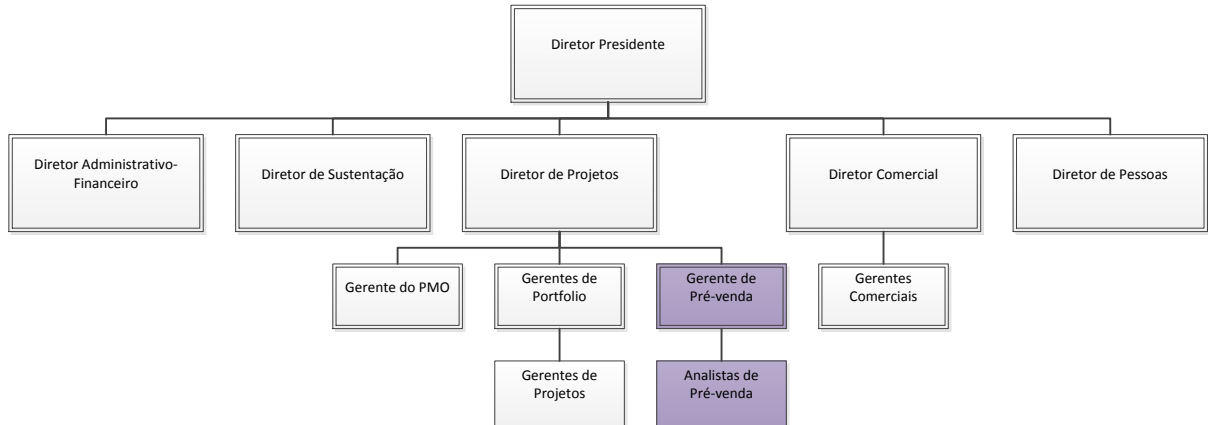 Diretor Presidente
Diretor Administrativo-
Financeiro
Diretor de Sustentação
Diretor de Projetos
Diretor Comercial
Diretor de Pessoas
Gerente do PMO
Gerentes de
Portfolio
Gerente de
Pré-venda
Gerentes
Comerciais
Gerentes de
Projetos
Analistas de
Pré-venda